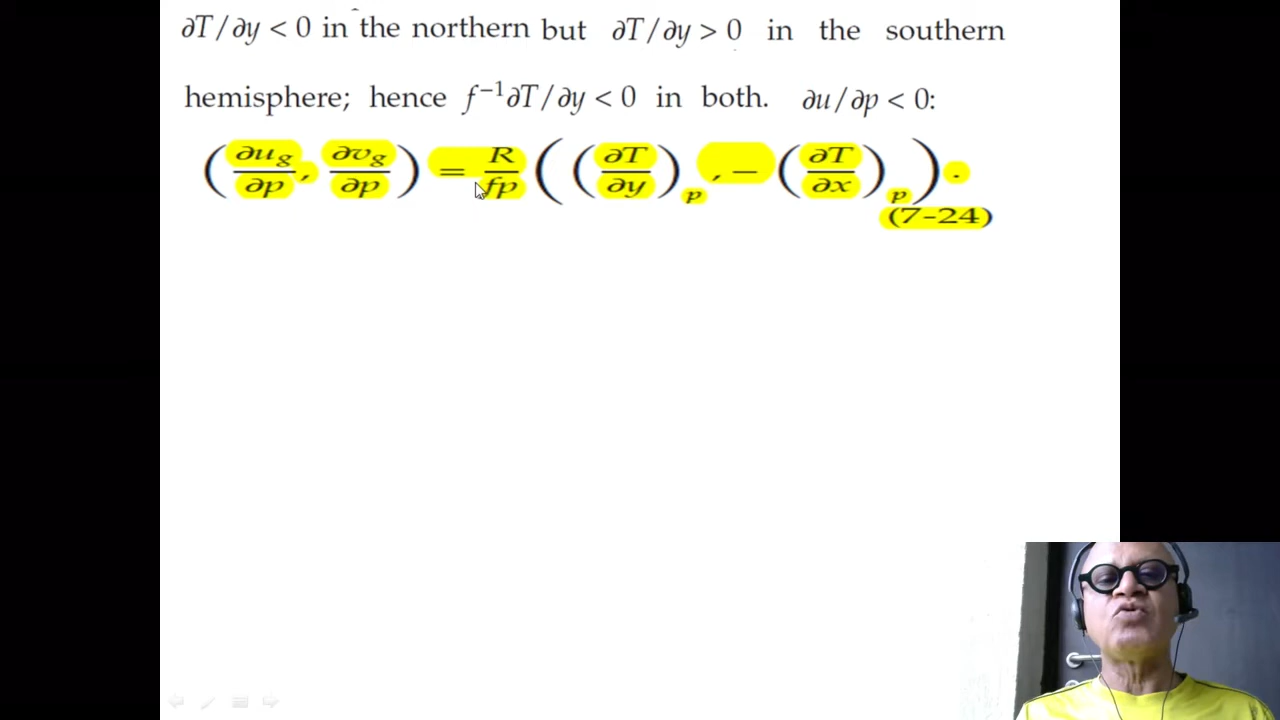 ∂T/∂y < 0 in the northern but ∂T/∂y > 0 in the southern
hemisphere; hence f⁻¹∂T/∂y < 0 in both. ∂u/∂p < 0:
(∂u_g/∂p, ∂v_g/∂p) = R/fp ((∂T/∂y)_p, −(∂T/∂x)_p).
(7-24)